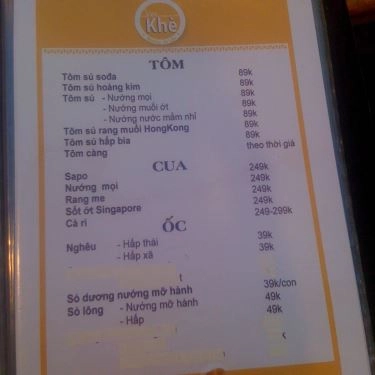 Khè
TÔM
Tôm sú sođa 89k
Tôm sú hoàng kim 89k
Tôm sú - Nướng mọi 89k
- Nướng muối ớt 89k
- Nướng nước mắm nhỉ 89k
Tôm sú rang muối HongKong 89k
Tôm sú hấp bia 89k
Tôm càng theo thời giá
CUA
Sapo 249k
Nướng mọi 249k
Rang me 249k
Sốt ớt Singapore 249k
Cà ri 249-299k
ỐC
Nghêu - Hấp thái 39k
- Hấp xả 39k
Sò dương nướng mỡ hành 39k/con
Sò lông - Nướng mỡ hành 49k
- Hấp 49k